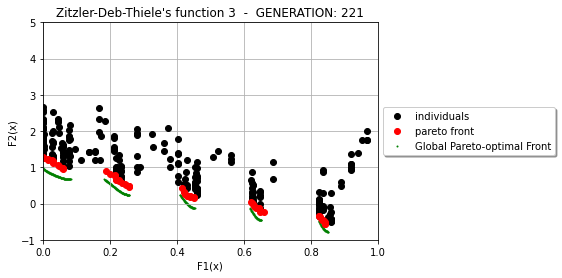 Zitzler-Deb-Thiele's function 3 - GENERATION: 221
5
4
3
2
1
0
−1
F2(x)
0.0 0.2 0.4 0.6 0.8 1.0
F1(x)
individuals
pareto front
Global Pareto-optimal Front